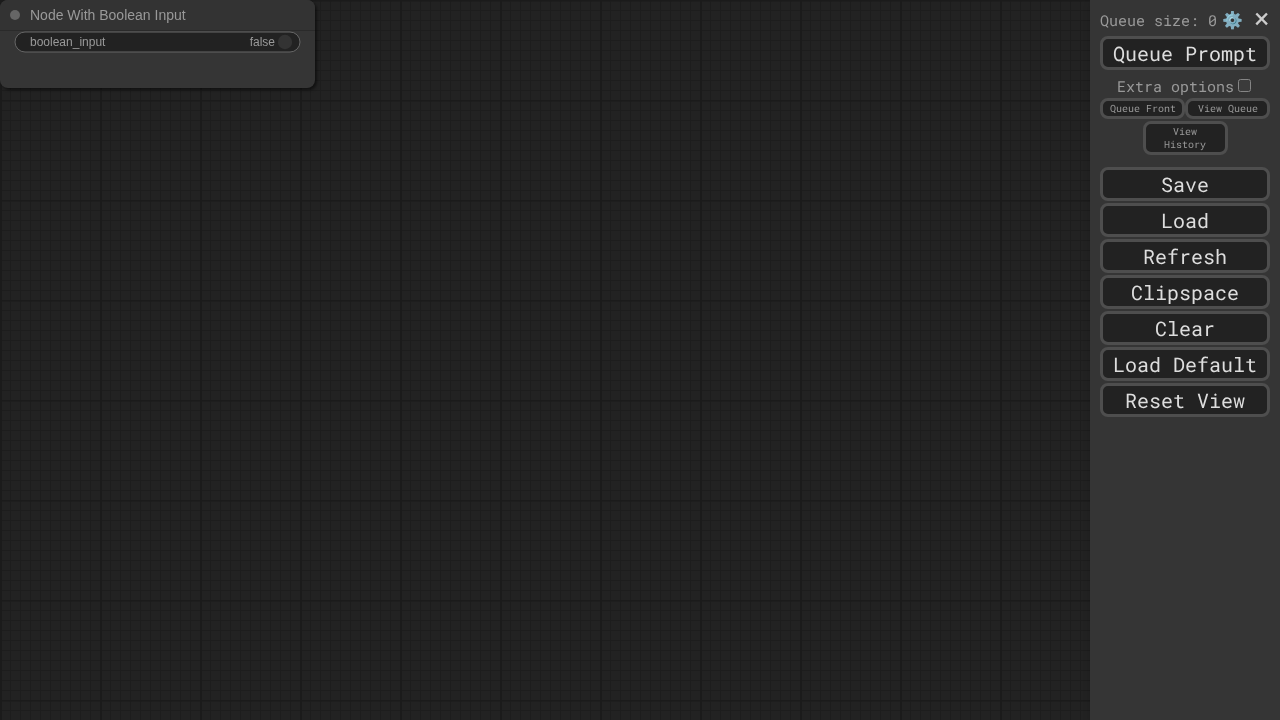 Node With Boolean Input
boolean_input false
Queue size: 0
Queue Prompt
Extra options
Queue Front View Queue
View
History
Save
Load
Refresh
Clipspace
Clear
Load Default
Reset View